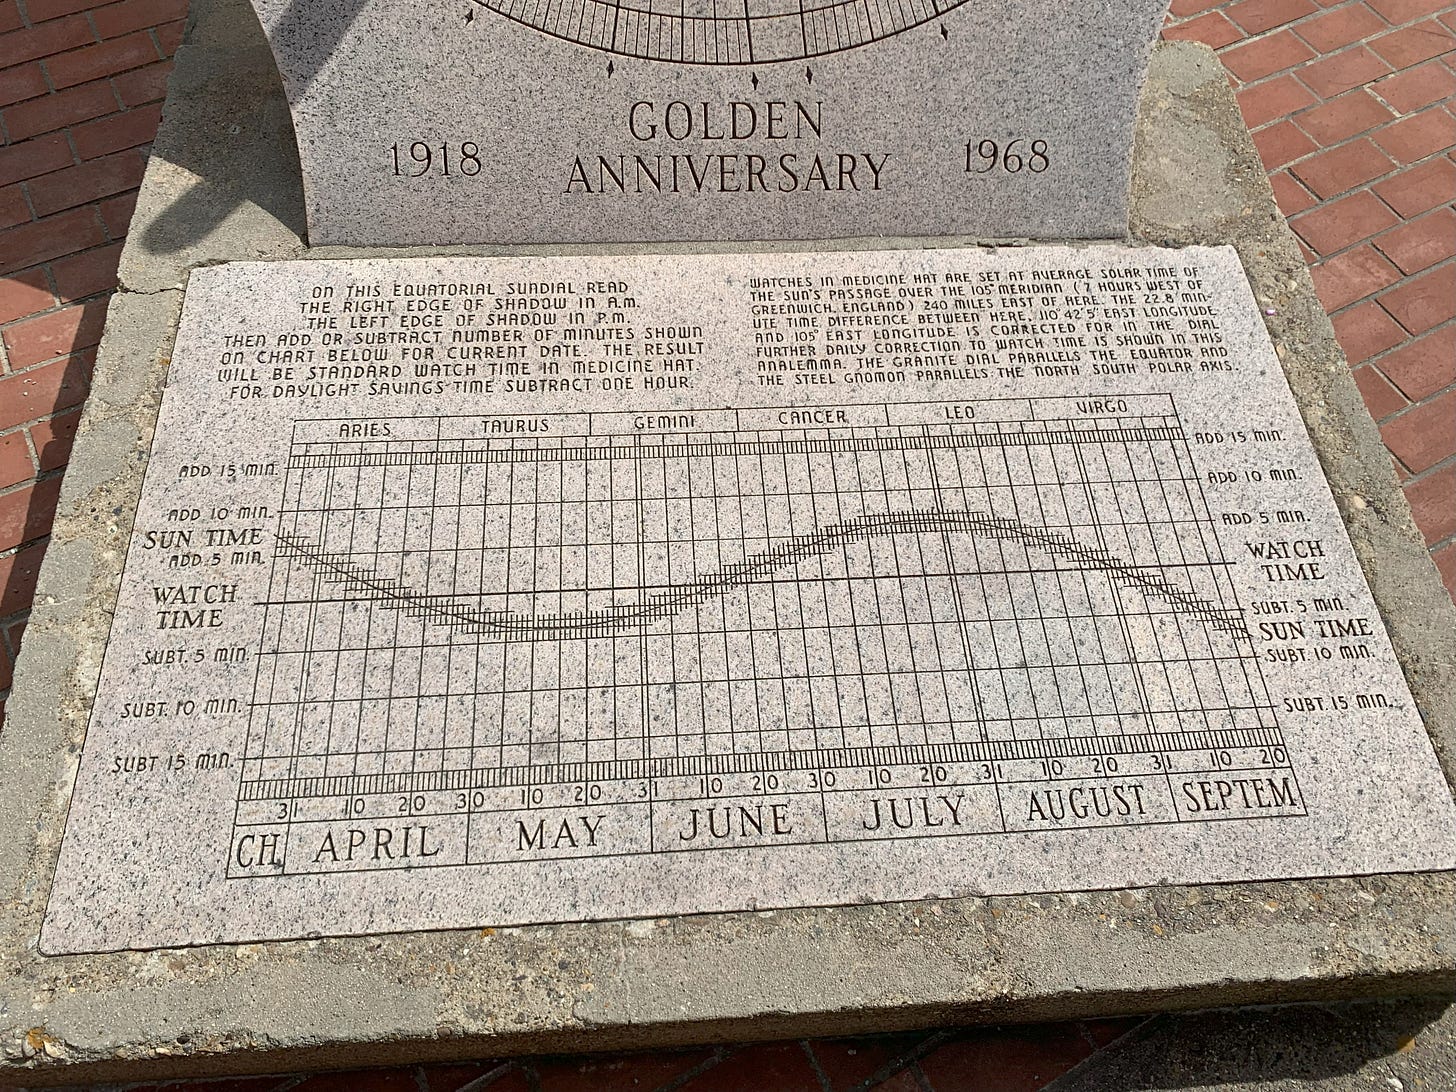 GOLDEN
1918 ANNIVERSARY 1968
ON THIS EQUATORIAL SUNDIAL READ
THE RIGHT EDGE OF SHADOW IN A.M.
THE LEFT EDGE OF SHADOW IN P.M.
THEN ADD OR SUBTRACT NUMBER OF MINUTES SHOWN
ON CHART BELOW FOR CURRENT DATE. THE RESULT
WILL BE STANDARD WATCH TIME IN MEDICINE HAT.
FOR DAYLIGHT SAVINGS TIME SUBTRACT ONE HOUR.
WATCHES IN MEDICINE HAT ARE SET AT AVERAGE SOLAR TIME OF
THE SUN'S PASSAGE OVER THE 105° MERIDIAN (7 HOURS WEST OF
GREENWICH, ENGLAND) 240 MILES EAST OF HERE. THE 22.8 MIN-
UTE TIME DIFFERENCE BETWEEN HERE, 110° 42'5" EAST LONGITUDE
AND 105° EAST LONGITUDE IS CORRECTED FOR IN THE DIAL
FURTHER DAILY CORRECTION TO WATCH TIME IS SHOWN IN THIS
ANALEMMA. THE GRANITE DIAL PARALLELS THE EQUATOR AND
THE STEEL GNOMON PARALLELS THE NORTH SOUTH POLAR AXIS.
ARIES TAURUS GEMINI CANCER LEO VIRGO
ADD 15 MIN.
ADD 10 MIN.
SUN TIME
ADD 5 MIN.
WATCH
TIME
SUBT. 5 MIN.
SUBT. 10 MIN.
SUBT 15 MIN.
ADD 15 MIN.
ADD 10 MIN.
ADD 5 MIN.
WATCH
TIME
SUBT. 5 MIN.
SUN TIME
SUBT. 10 MIN.
SUBT. 15 MIN.
31 10 20 30 10 20 31 10 20 30 10 20 31 10 20 31 10 20
CH APRIL MAY JUNE JULY AUGUST SEPTEM